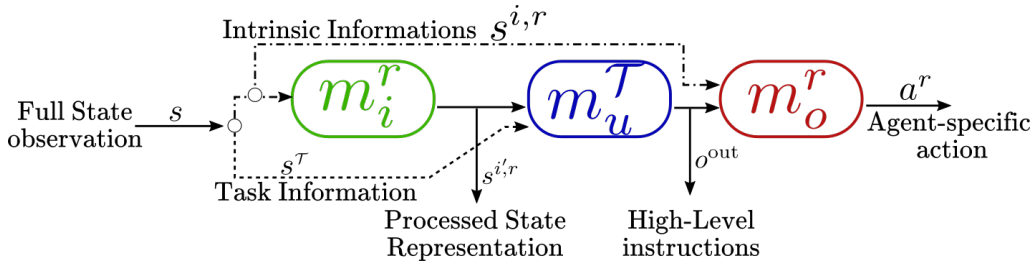 Intrinsic Informations s^{i,r}
m_i^r
m_u^𝒯
m_o^r
Full State
observation
s
a^r
Agent-specific
action
s^𝒯
Task Information
s^{i',r}
o^{out}
Processed State
Representation
High-Level
instructions